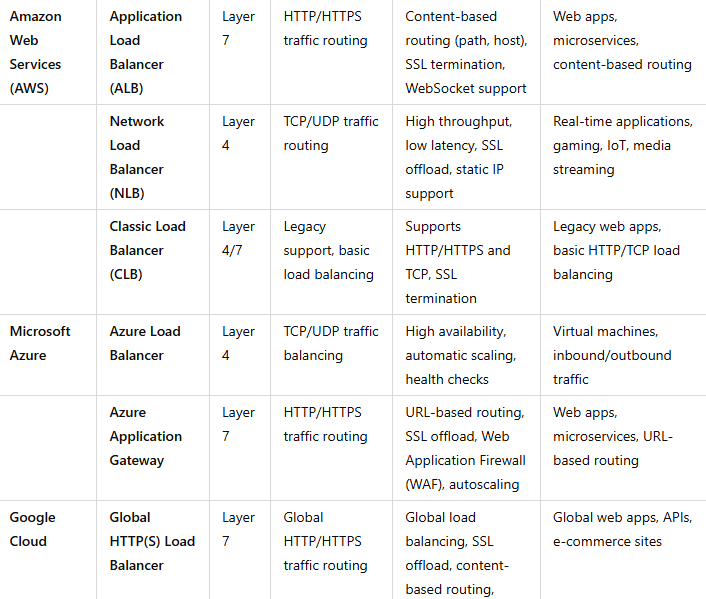 Amazon Web Services (AWS)
Application Load Balancer (ALB)
Layer 7
HTTP/HTTPS traffic routing
Content-based routing (path, host), SSL termination, WebSocket support
Web apps, microservices, content-based routing
Network Load Balancer (NLB)
Layer 4
TCP/UDP traffic routing
High throughput, low latency, SSL offload, static IP support
Real-time applications, gaming, IoT, media streaming
Classic Load Balancer (CLB)
Layer 4/7
Legacy support, basic load balancing
Supports HTTP/HTTPS and TCP, SSL termination
Legacy web apps, basic HTTP/TCP load balancing
Microsoft Azure
Azure Load Balancer
Layer 4
TCP/UDP traffic balancing
High availability, automatic scaling, health checks
Virtual machines, inbound/outbound traffic
Azure Application Gateway
Layer 7
HTTP/HTTPS traffic routing
URL-based routing, SSL offload, Web Application Firewall (WAF), autoscaling
Web apps, microservices, URL-based routing
Google Cloud
Global HTTP(S) Load Balancer
Layer 7
Global HTTP/HTTPS traffic routing
Global load balancing, SSL offload, content-based routing,
Global web apps, APIs, e-commerce sites